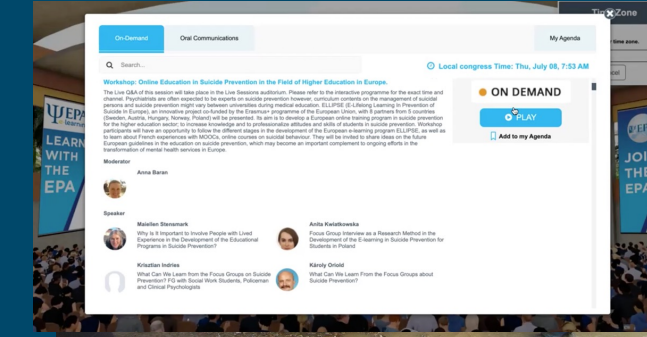 TimeZone
On-Demand
Oral Communications
My Agenda
time zone.
Search...
Local congress Time: Thu, July 08, 7:53 AM
Workshop: Online Education in Suicide Prevention in the Field of Higher Education in Europe.
The Live Q&A of this session will take place in the Live Sessions auditorium. Please refer to the interactive programme for the exact time and
channel. Psychiatrists are often expected to be experts on suicide prevention however, curriculum contents on the management of suicidal
persons and suicide prevention might vary between universities during medical education. ELLIPSE (E-Lifelong Learning In Prevention of
Suicide In Europe), an innovative project co-funded by the Erasmus+ programme of the European Union, with 8 partners from 5 countries
(Sweden, Austria, Hungary, Norway, Poland) will be presented. Its aim is to develop a European online training program in suicide prevention
for the higher education sector: to increase knowledge and to professionalize attitudes and skills of students in suicide prevention. Workshop
participants will have an opportunity to follow the different stages in the development of the European e-learning program ELLIPSE, as well as
to learn about French experiences with MOOCs, online courses on suicidal behaviour. They will be invited to share ideas on the future
European guidelines in the education on suicide prevention, which may become an important complement to ongoing efforts in the
transformation of mental health services in Europe.
ON DEMAND
PLAY
Add to my Agenda
LEARN
WITH
THE
EPA
JOI
THE
EPA
Moderator
Anna Baran
Speaker
Maiellen Stensmark
Why is It Important to Involve People with Lived
Experience in the Development of the Educational
Programs in Suicide Prevention?
Anita Kwiatkowska
Focus Group Interview as a Research Method in the
Development of the E-learning in Suicide Prevention for
Students in Poland
Krisztian Indries
What Can We Learn from the Focus Groups on Suicide
Prevention? FG with Social Work Students, Policeman
and Clinical Psychologists
Károly Oriold
What Can We Learn From the Focus Groups about
Suicide Prevention?